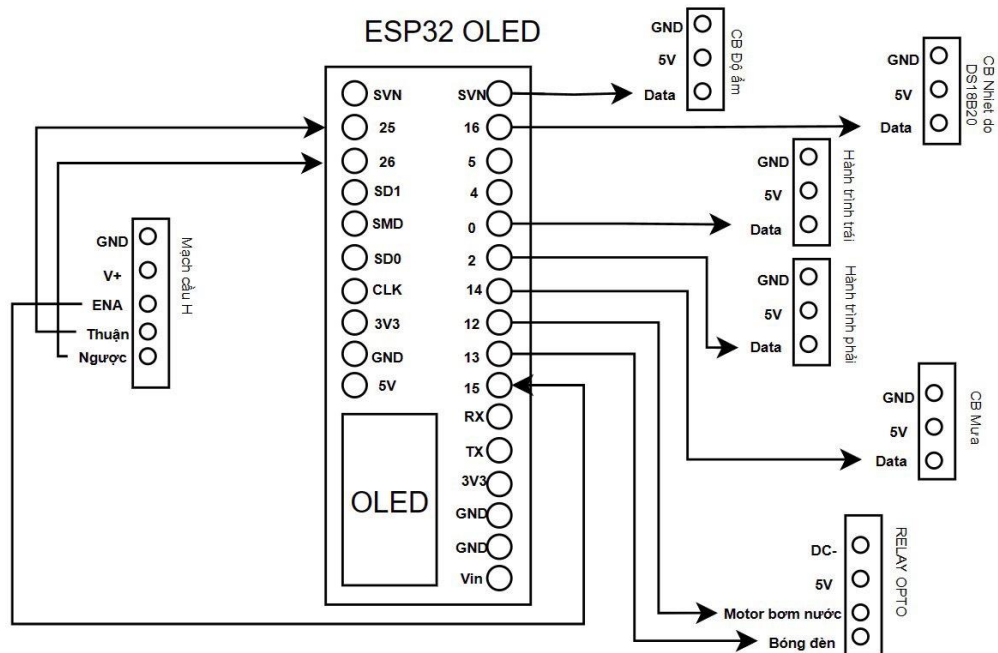 ESP32 OLED
SVN
25
26
SD1
SMD
SD0
CLK
3V3
GND
5V
OLED
SVN
16
5
4
0
2
14
12
13
15
RX
TX
3V3
GND
GND
Vin
GND
V+
ENA
Thuận
Ngược
Mạch cầu H
GND
5V
Data
CB Độ ẩm
GND
5V
Data
CB Nhiet do
DS18B20
GND
5V
Data
Hành trình trái
GND
5V
Data
Hành trình phải
GND
5V
Data
CB Mưa
DC-
5V
Motor bơm nước
Bóng đèn
RELAY OPTO